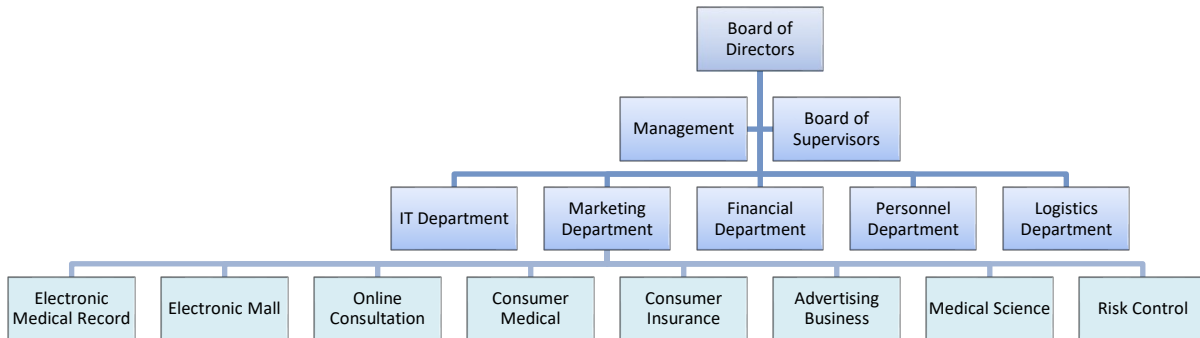 Board of
Directors
Management
Board of
Supervisors
IT Department
Marketing
Department
Financial
Department
Personnel
Department
Logistics
Department
Electronic
Medical Record
Electronic Mall
Online
Consultation
Consumer
Medical
Consumer
Insurance
Advertising
Business
Medical Science
Risk Control